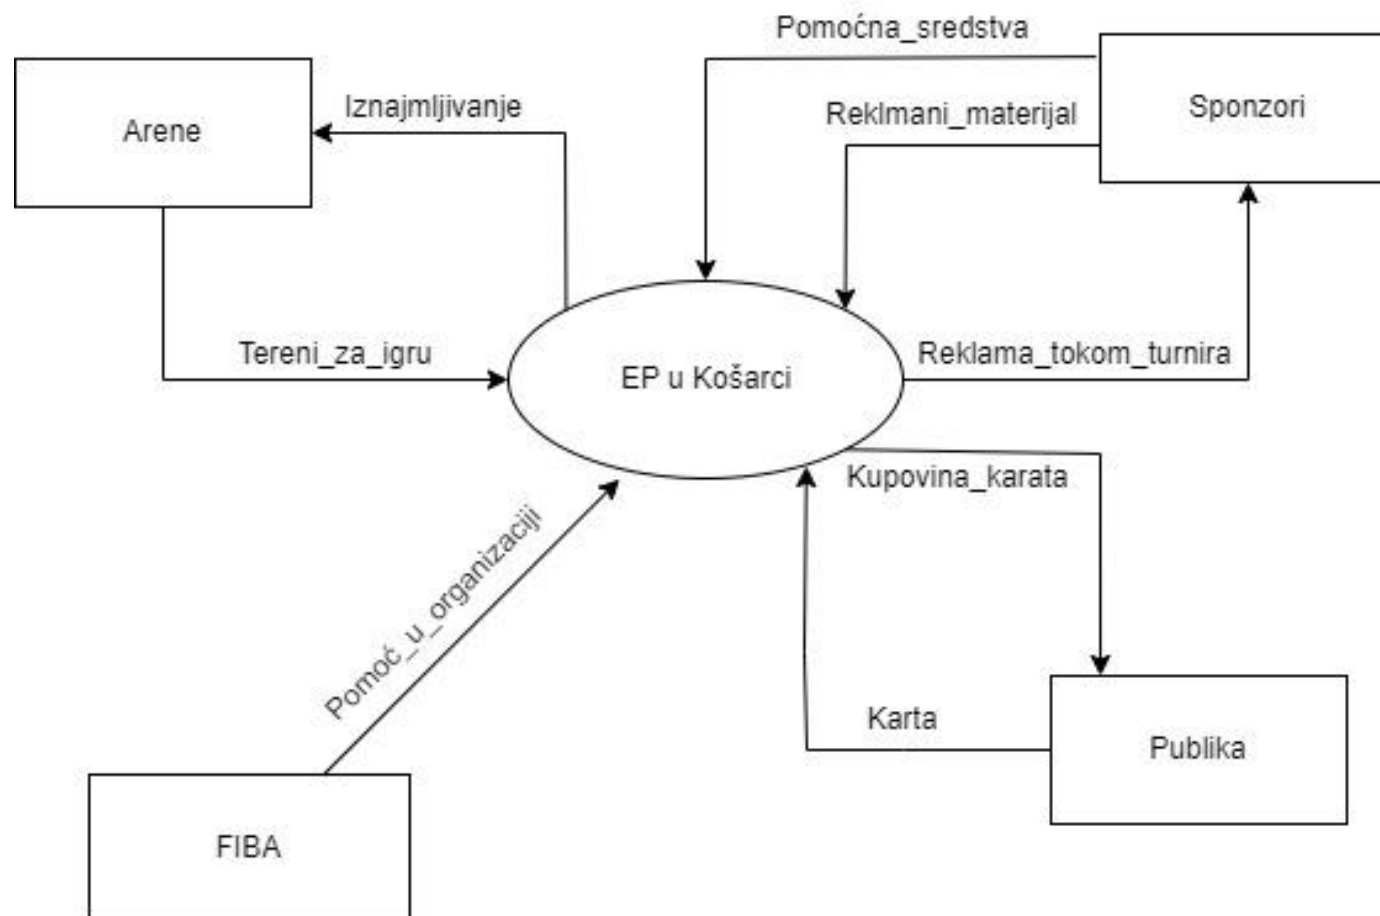 Pomoćna_sredstva
Arene
Iznajmljivanje
Reklmani_materijal
Sponzori
Tereni_za_igru
EP u Košarci
Reklama_tokom_turnira
Kupovina_karata
Pomoć_u_organizaciji
Karta
Publika
FIBA